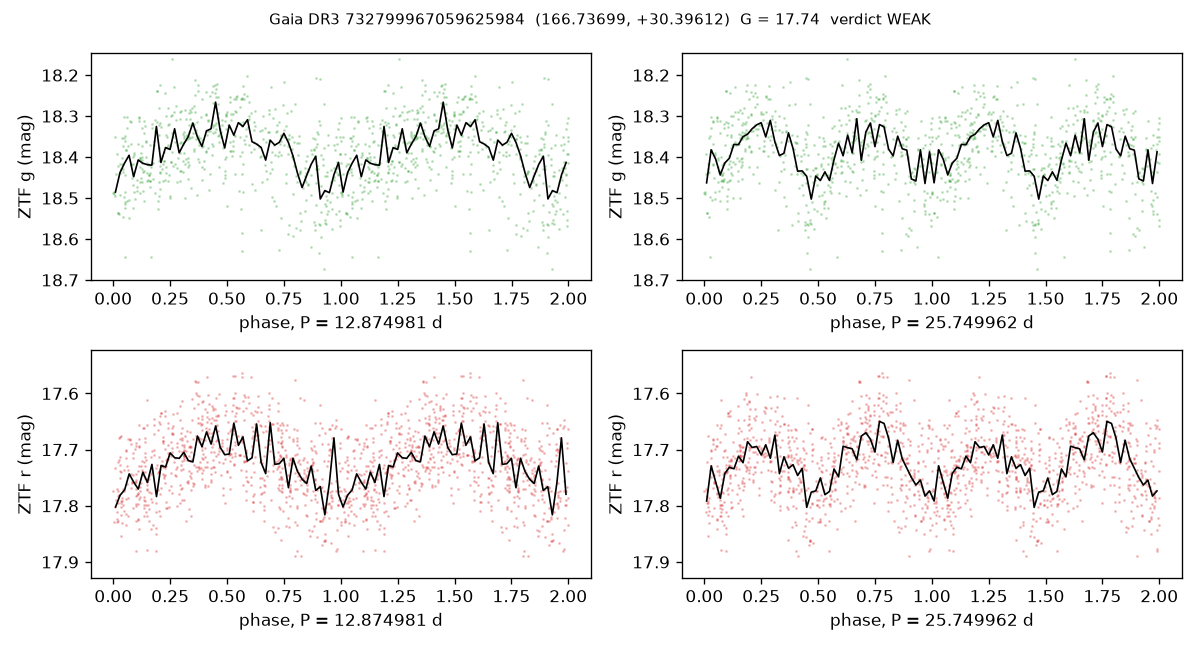 Gaia DR3 732799967059625984  (166.73699, +30.39612)  G = 17.74  verdict WEAK
ZTF g (mag)
18.2
18.3
18.4
18.5
18.6
18.7
0.00 0.25 0.50 0.75 1.00 1.25 1.50 1.75 2.00
phase, P = 12.874981 d
ZTF g (mag)
18.2
18.3
18.4
18.5
18.6
18.7
0.00 0.25 0.50 0.75 1.00 1.25 1.50 1.75 2.00
phase, P = 25.749962 d
ZTF r (mag)
17.6
17.7
17.8
17.9
0.00 0.25 0.50 0.75 1.00 1.25 1.50 1.75 2.00
phase, P = 12.874981 d
ZTF r (mag)
17.6
17.7
17.8
17.9
0.00 0.25 0.50 0.75 1.00 1.25 1.50 1.75 2.00
phase, P = 25.749962 d